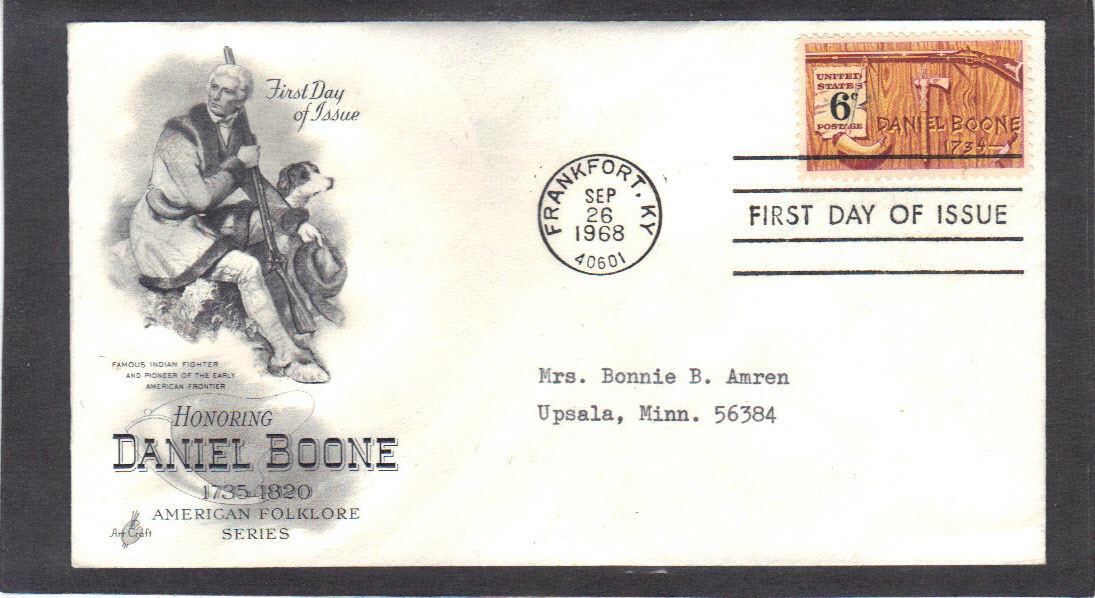 First Day
of Issue
FAMOUS INDIAN FIGHTER
AND PIONEER OF THE EARLY
AMERICAN FRONTIER
HONORING
DANIEL BOONE
1735-1820
AMERICAN FOLKLORE
SERIES
Art Craft
FRANKFORT, KY
SEP
26
1968
40601
UNITED
STATES
6c
POSTAGE
DANIEL BOONE
1734
FIRST DAY OF ISSUE
Mrs. Bonnie B. Amren
Upsala, Minn. 56384